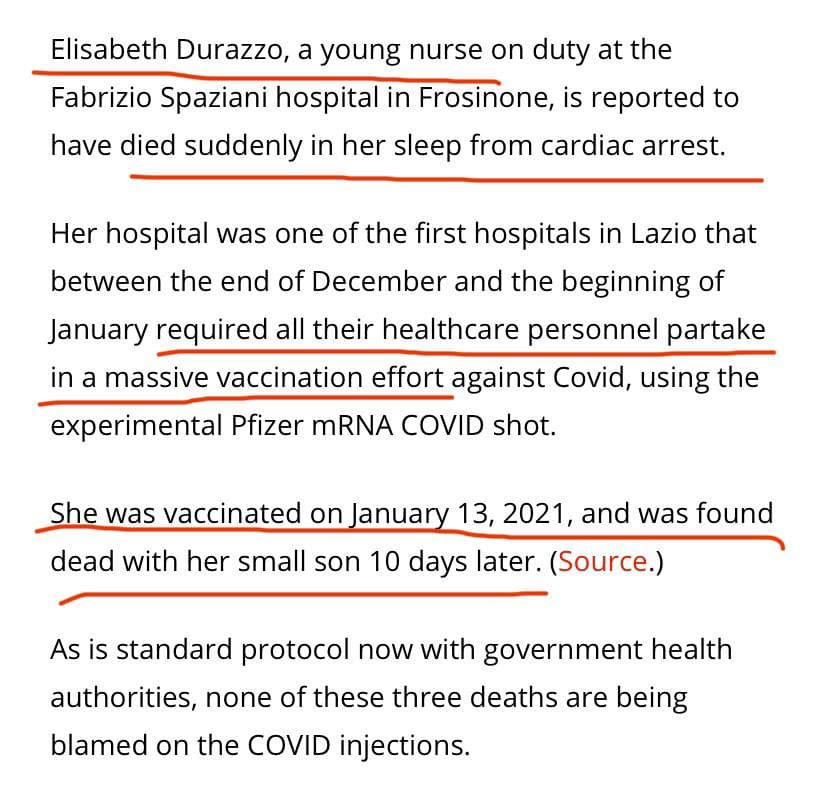 Elisabeth Durazzo, a young nurse on duty at the
Fabrizio Spaziani hospital in Frosinone, is reported to
have died suddenly in her sleep from cardiac arrest.
Her hospital was one of the first hospitals in Lazio that
between the end of December and the beginning of
January required all their healthcare personnel partake
in a massive vaccination effort against Covid, using the
experimental Pfizer mRNA COVID shot.
She was vaccinated on January 13, 2021, and was found
dead with her small son 10 days later. (Source.)
As is standard protocol now with government health
authorities, none of these three deaths are being
blamed on the COVID injections.